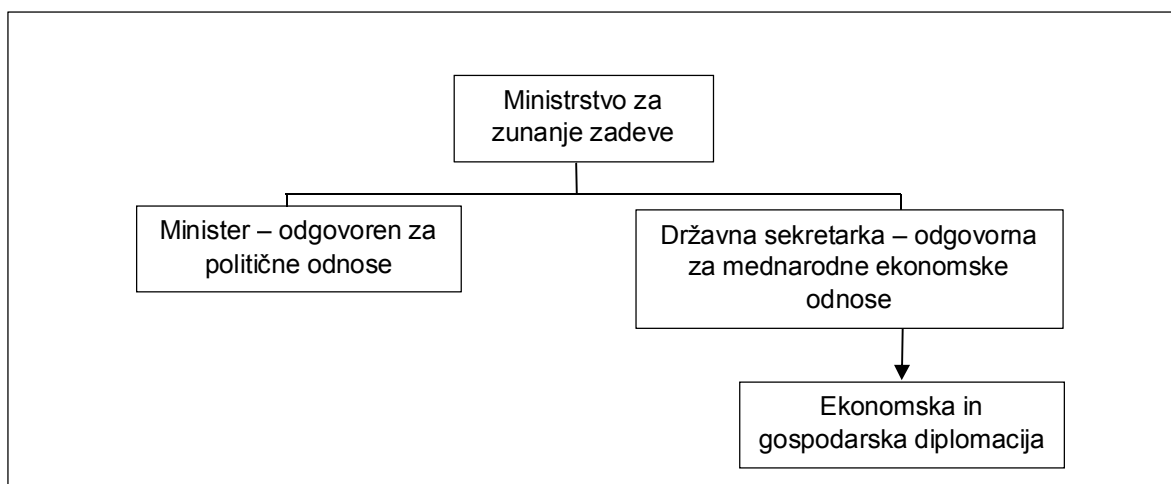 Ministrstvo za
zunanje zadeve
Minister – odgovoren za
politične odnose
Državna sekretarka – odgovorna
za mednarodne ekonomske
odnose
Ekonomska in
gospodarska diplomacija